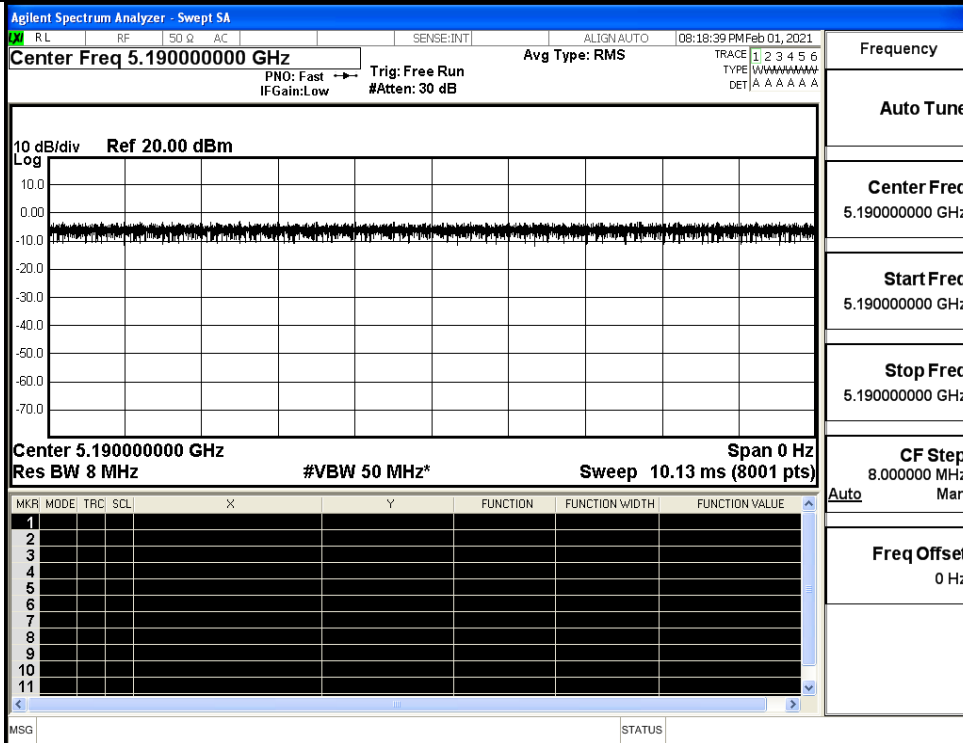 Agilent Spectrum Analyzer - Swept SA
LXI RL RF 50 Ω AC SENSE:INT ALIGN AUTO 08:18:39 PM Feb 01, 2021
Center Freq 5.190000000 GHz Avg Type: RMS TRACE 1 2 3 4 5 6
PNO: Fast Trig: Free Run TYPE WWWWWW
IFGain:Low #Atten: 30 dB DET A A A A A A
10 dB/div Ref 20.00 dBm
Log
10.0
0.00
-10.0
-20.0
-30.0
-40.0
-50.0
-60.0
-70.0
Center 5.190000000 GHz Span 0 Hz
Res BW 8 MHz #VBW 50 MHz* Sweep 10.13 ms (8001 pts)
MKR MODE TRC SCL X Y FUNCTION FUNCTION WIDTH FUNCTION VALUE
1
2
3
4
5
6
7
8
9
10
11
MSG STATUS
Frequency
Auto Tune
Center Freq
5.190000000 GHz
Start Freq
5.190000000 GHz
Stop Freq
5.190000000 GHz
CF Step
8.000000 MHz
Auto Man
Freq Offset
0 Hz